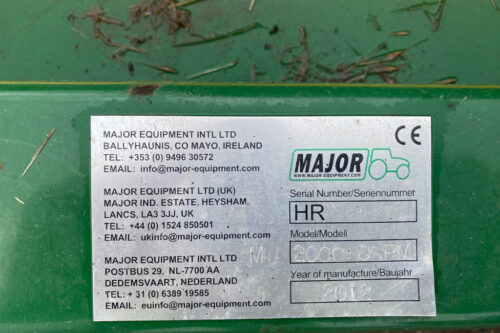 MAJOR EQUIPMENT INTL LTD
BALLYHAUNIS, CO MAYO, IRELAND
TEL: +353 (0) 9496 30572
EMAIL: info@major-equipment.com
MAJOR EQUIPMENT LTD (UK)
MAJOR IND. ESTATE, HEYSHAM,
LANCS, LA3 3JJ, UK
TEL: +44 (0) 1524 850501
EMAIL: ukinfo@major-equipment.com
MAJOR EQUIPMENT INTL LTD
POSTBUS 29, NL-7700 AA
DEDEMSVAART, NEDERLAND
TEL: + 31 (0) 6389 19585
EMAIL: euinfo@major-equipment.com
CE
MAJOR
WWW.MAJOR-EQUIPMENT.COM
Serial Number/Seriennummer
HR
Model/Modeli
Year of manufacture/Baujahr